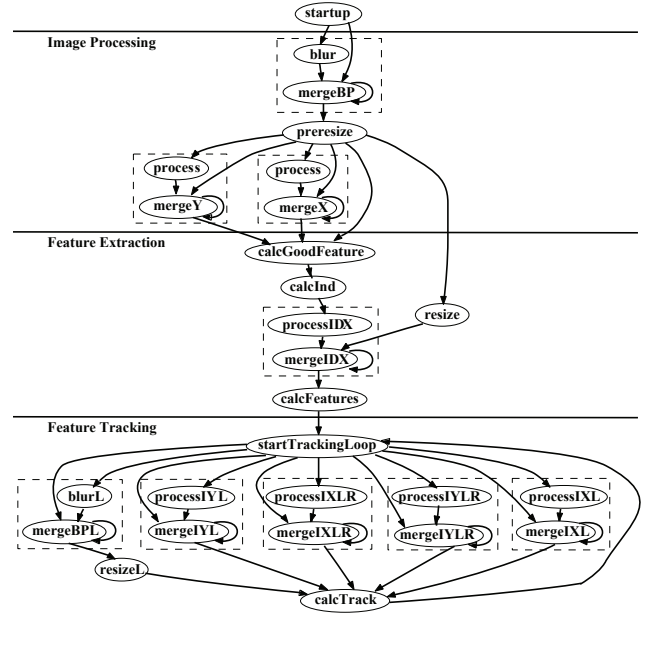 startup
Image Processing
blur
mergeBP
preresize
process
process
mergeY
mergeX
Feature Extraction
calcGoodFeature
calcInd
resize
processIDX
mergeIDX
calcFeatures
Feature Tracking
startTrackingLoop
blurL
processIYL
processIXLR
processIYLR
processIXL
mergeBPL
mergeIYL
mergeIXLR
mergeIYLR
mergeIXL
resizeL
calcTrack